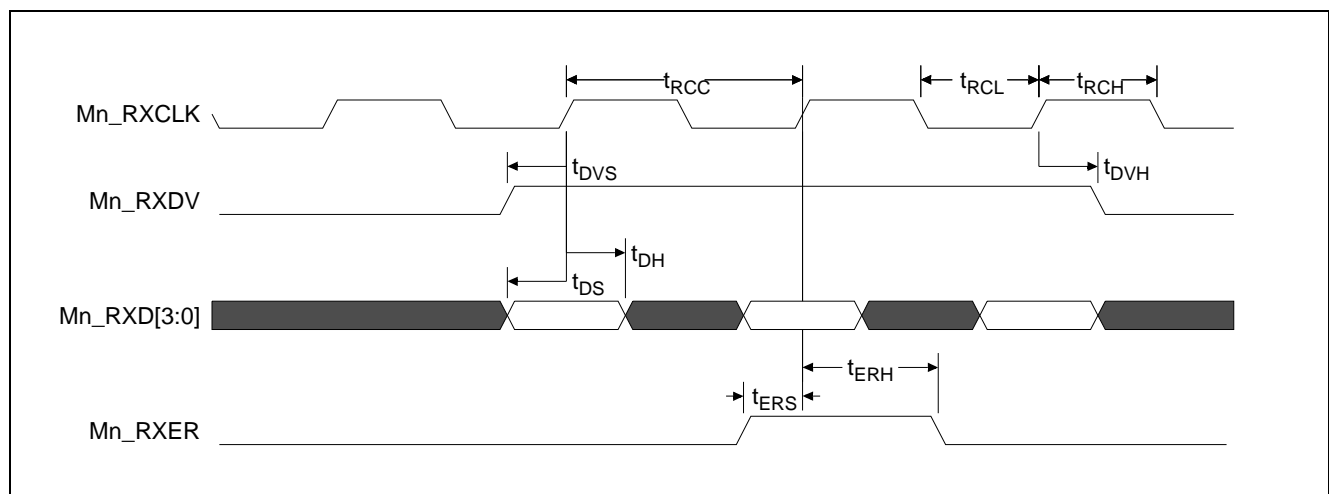 tRCC
tRCL
tRCH
Mn_RXCLK
tDVS
tDVH
Mn_RXDV
tDH
tDS
Mn_RXD[3:0]
tERH
tERS
Mn_RXER